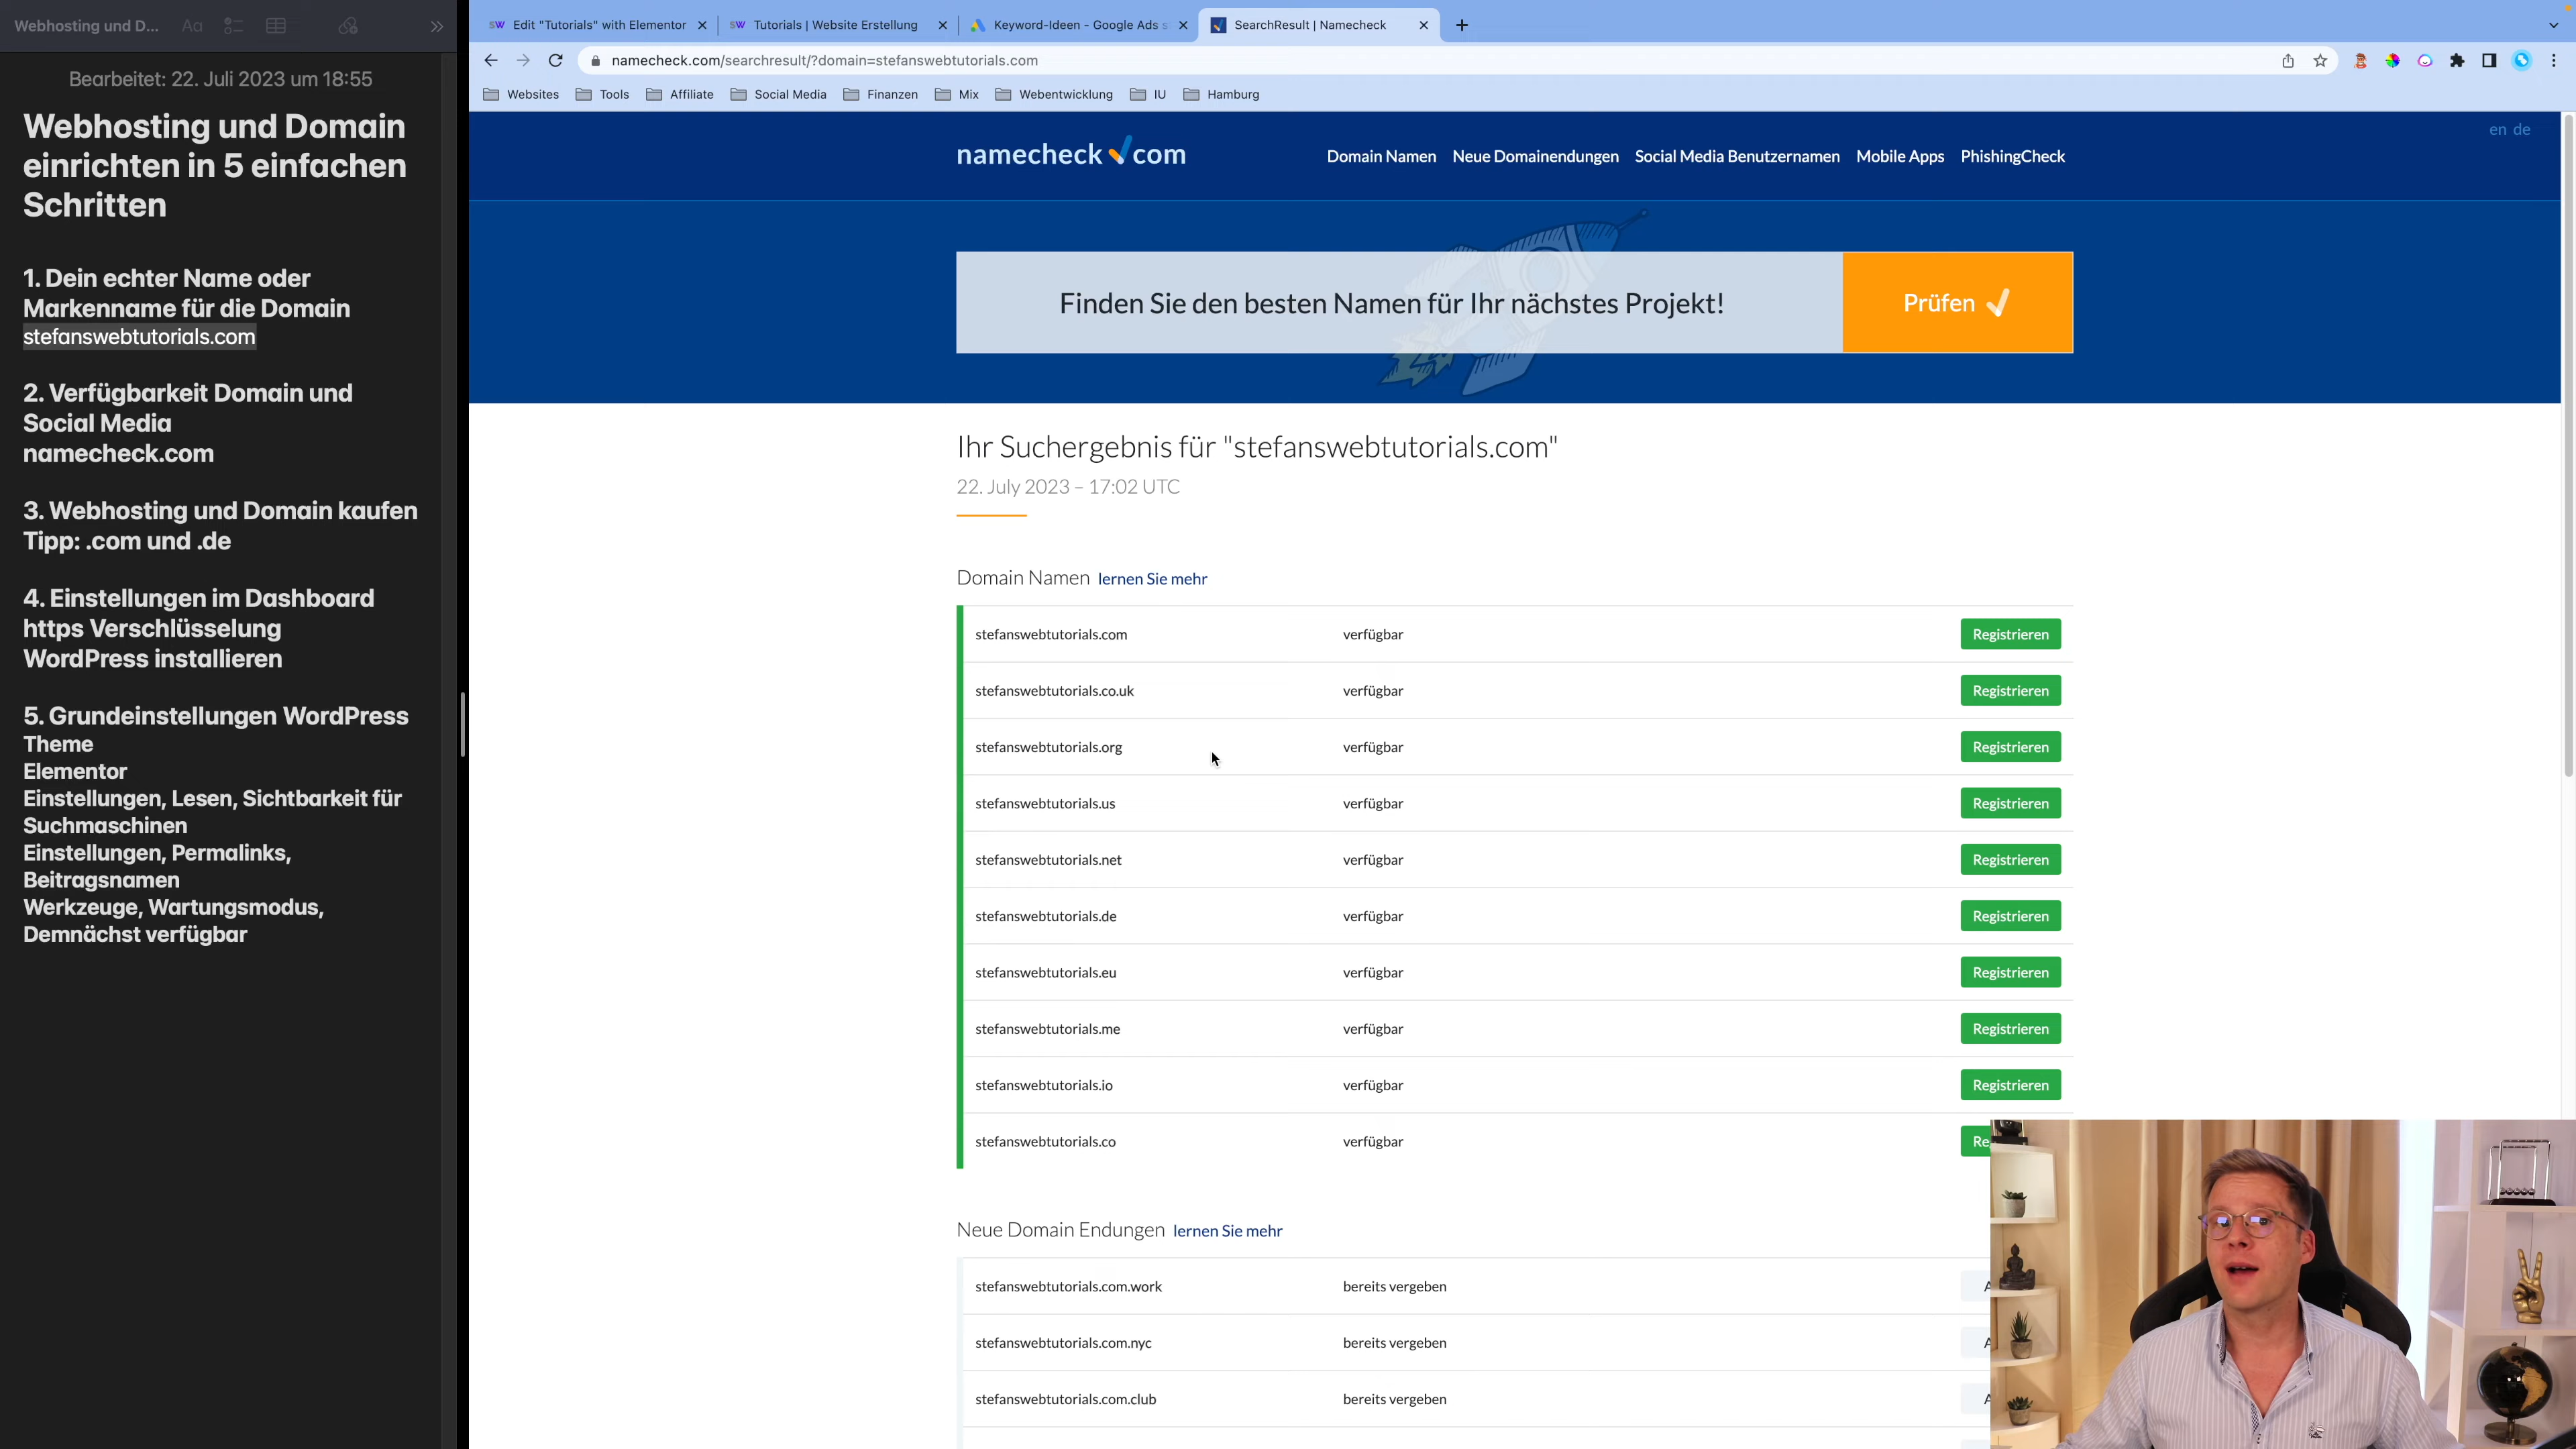 Webhosting und D...
Aa
Bearbeitet: 22. Juli 2023 um 18:55
Webhosting und Domain
einrichten in 5 einfachen
Schritten
1. Dein echter Name oder
Markenname für die Domain
stefanswebtutorials.com
2. Verfügbarkeit Domain und
Social Media
namecheck.com
3. Webhosting und Domain kaufen
Tipp: .com und .de
4. Einstellungen im Dashboard
https Verschlüsselung
WordPress installieren
5. Grundeinstellungen WordPress
Theme
Elementor
Einstellungen, Lesen, Sichtbarkeit für
Suchmaschinen
Einstellungen, Permalinks,
Beitragsnamen
Werkzeuge, Wartungsmodus,
Demnächst verfügbar
SW Edit "Tutorials" with Elementor
SW Tutorials | Website Erstellung
Keyword-Ideen - Google Ads s
SearchResult | Namecheck
namecheck.com/searchresult/?domain=stefanswebtutorials.com
Websites Tools Affiliate Social Media Finanzen Mix Webentwicklung IU Hamburg
en de
namecheck com
Domain Namen Neue Domainendungen Social Media Benutzernamen Mobile Apps PhishingCheck
Finden Sie den besten Namen für Ihr nächstes Projekt!
Prüfen
Ihr Suchergebnis für "stefanswebtutorials.com"
22. July 2023 – 17:02 UTC
Domain Namen lernen Sie mehr
stefanswebtutorials.com verfügbar Registrieren
stefanswebtutorials.co.uk verfügbar Registrieren
stefanswebtutorials.org verfügbar Registrieren
stefanswebtutorials.us verfügbar Registrieren
stefanswebtutorials.net verfügbar Registrieren
stefanswebtutorials.de verfügbar Registrieren
stefanswebtutorials.eu verfügbar Registrieren
stefanswebtutorials.me verfügbar Registrieren
stefanswebtutorials.io verfügbar Registrieren
stefanswebtutorials.co verfügbar Re
Neue Domain Endungen lernen Sie mehr
stefanswebtutorials.com.work bereits vergeben
stefanswebtutorials.com.nyc bereits vergeben
stefanswebtutorials.com.club bereits vergeben